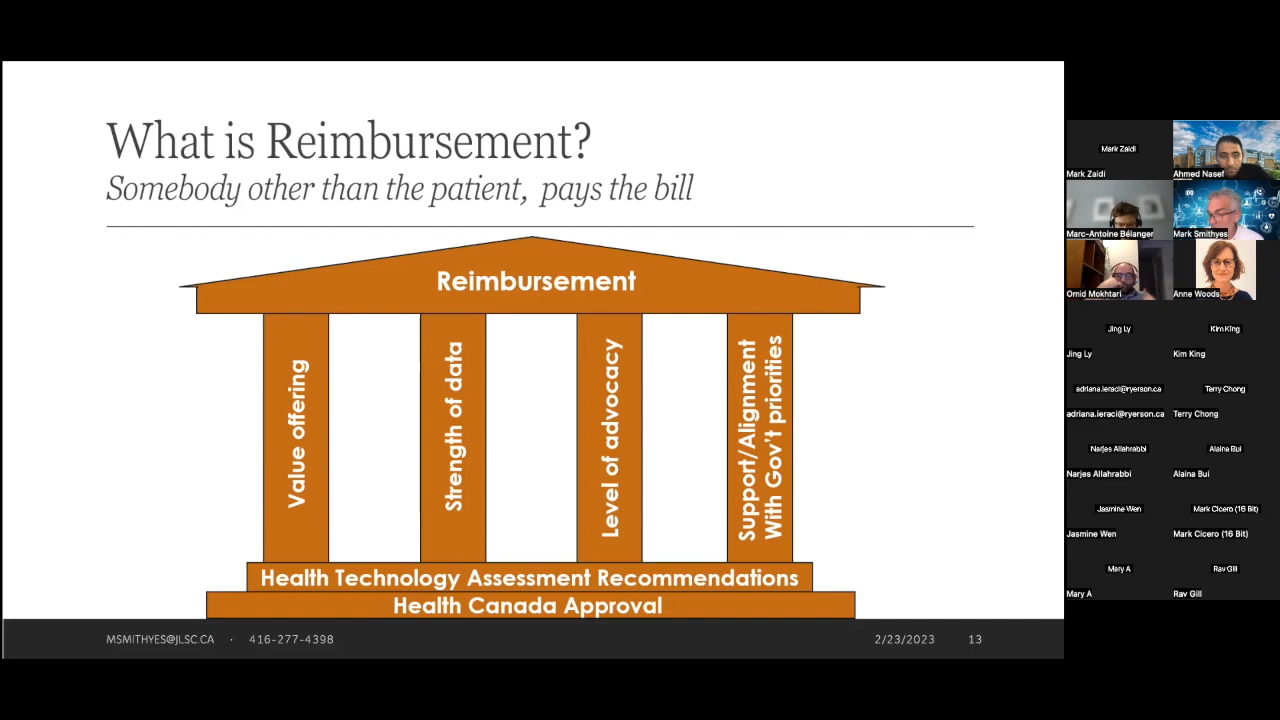 What is Reimbursement?
Somebody other than the patient, pays the bill
Reimbursement
Value offering
Strength of data
Level of advocacy
Support/Alignment
With Gov't priorities
Health Technology Assessment Recommendations
Health Canada Approval
MSMITHYES@JLSC.CA · 416-277-4398
2/23/2023 13
Mark Zaidi
Mark Zaidi
Ahmed Nasef
Marc-Antoine Bélanger
Mark Smithyes
Omid Mokhtari
Anne Woods
Jing Ly
Kim King
Jing Ly
Kim King
adriana.ieraci@ryerson.ca
Terry Chong
adriana.ieraci@ryerson.ca
Terry Chong
Narjes Allahrabbi
Alaina Bui
Narjes Allahrabbi
Alaina Bui
Jasmine Wen
Mark Cicero (16 Bit)
Jasmine Wen
Mark Cicero (16 Bit)
Mary A
Rav Gill
Mary A
Rav Gill